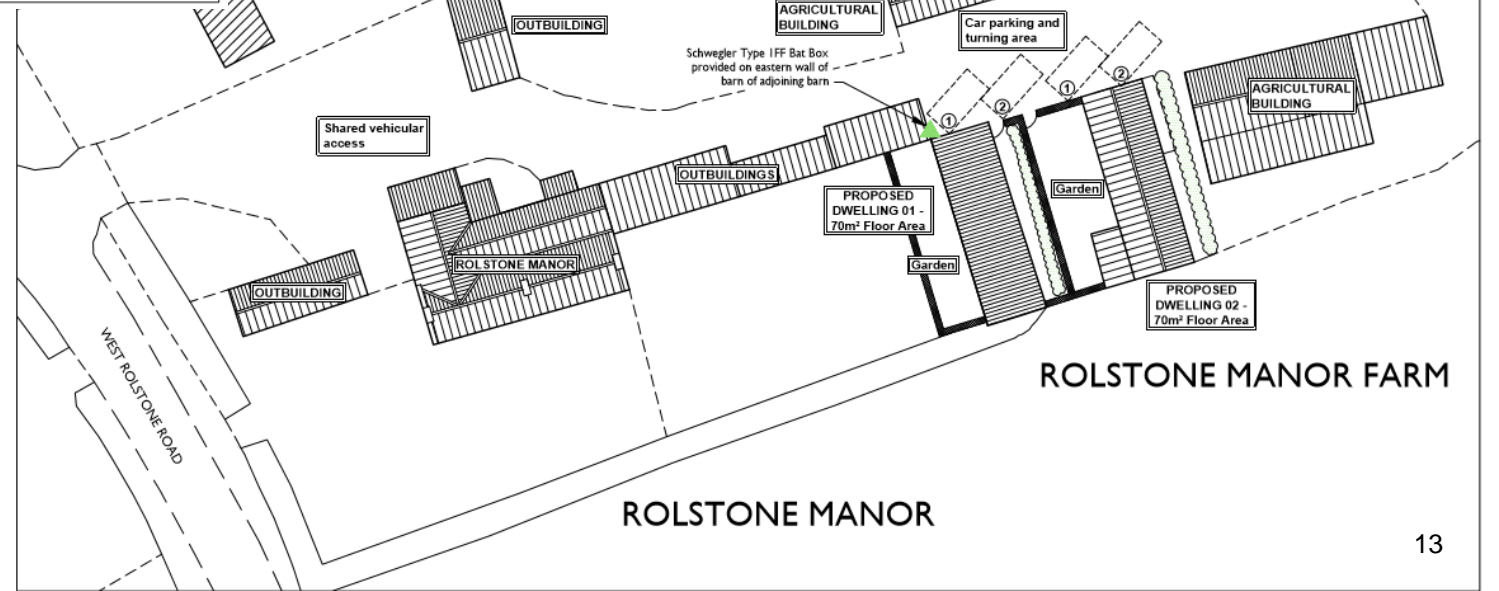 OUTBUILDING
AGRICULTURAL
BUILDING
Car parking and
turning area
Schwegler Type 1FF Bat Box
provided on eastern wall of
barn of adjoining barn
AGRICULTURAL
BUILDING
Shared vehicular
access
1
2
1
2
OUTBUILDINGS
PROPOSED
DWELLING 01 -
70m² Floor Area
Garden
Garden
ROLSTONE MANOR
OUTBUILDING
PROPOSED
DWELLING 02 -
70m² Floor Area
WEST ROLSTONE ROAD
ROLSTONE MANOR FARM
ROLSTONE MANOR
13